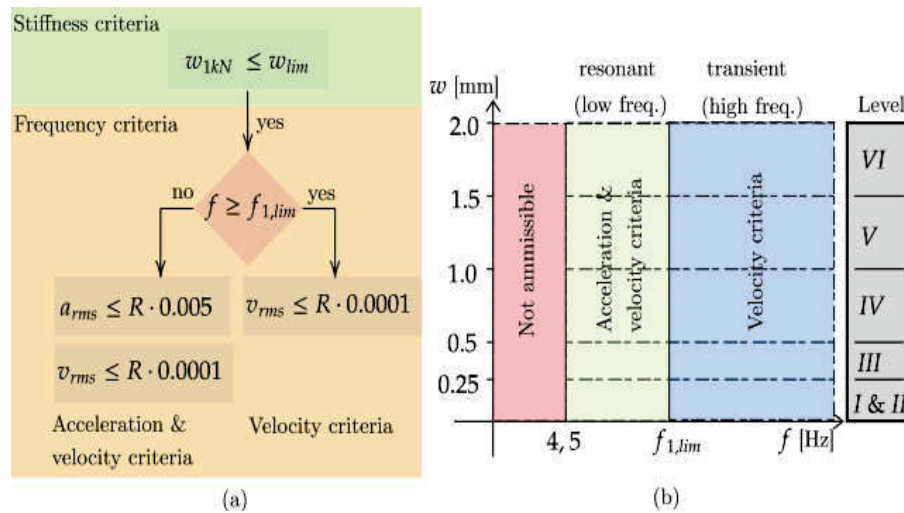 Stiffness criteria
w1kN ≤ wlim
Frequency criteria
yes
no
f ≥ f1,lim
yes
arms ≤ R · 0.005
vrms ≤ R · 0.0001
vrms ≤ R · 0.0001
Acceleration &
velocity criteria
Velocity criteria
(a)
resonant
(low freq.)
transient
(high freq.)
w [mm]
Level
2.0
1.5
1.0
0.5
0.25
Not ammissible
Acceleration &
velocity criteria
Velocity criteria
VI
V
IV
III
I & II
4, 5
f1,lim
f [Hz]
(b)